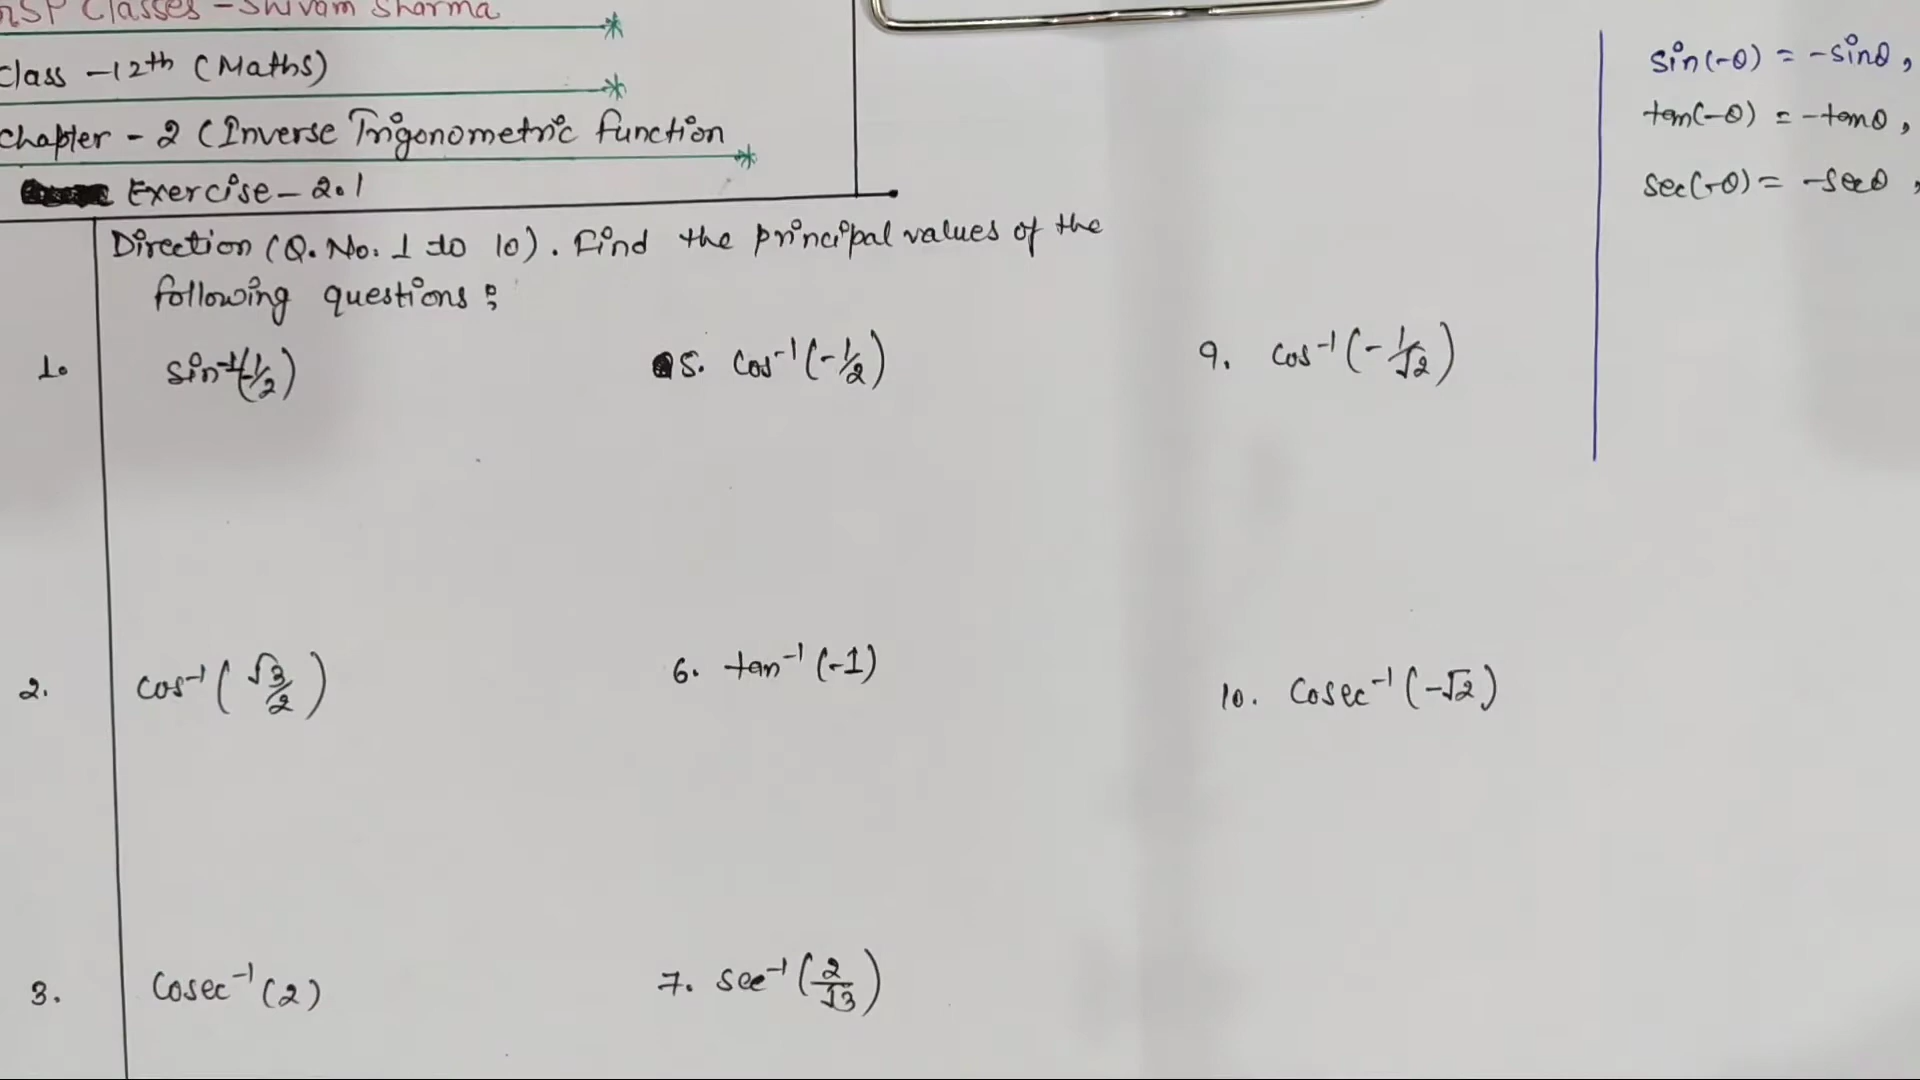 RSP Classes - Shivam Sharma
Class - 12th (Maths)
Chapter - 2 (Inverse Trigonometric function
Exercise - 2.1
Direction (Q. No. 1 to 10). Find the principal values of the
following questions :
1. sin⁻¹(-1/2)
5. cos⁻¹(-1/2)
9. cos⁻¹(-1/√2)
2. cos⁻¹(√3/2)
6. tan⁻¹(-1)
10. cosec⁻¹(-√2)
3. cosec⁻¹(2)
7. sec⁻¹(2/√3)
sin(-θ) = -sinθ,
tan(-θ) = -tanθ,
sec(-θ) = -secθ,